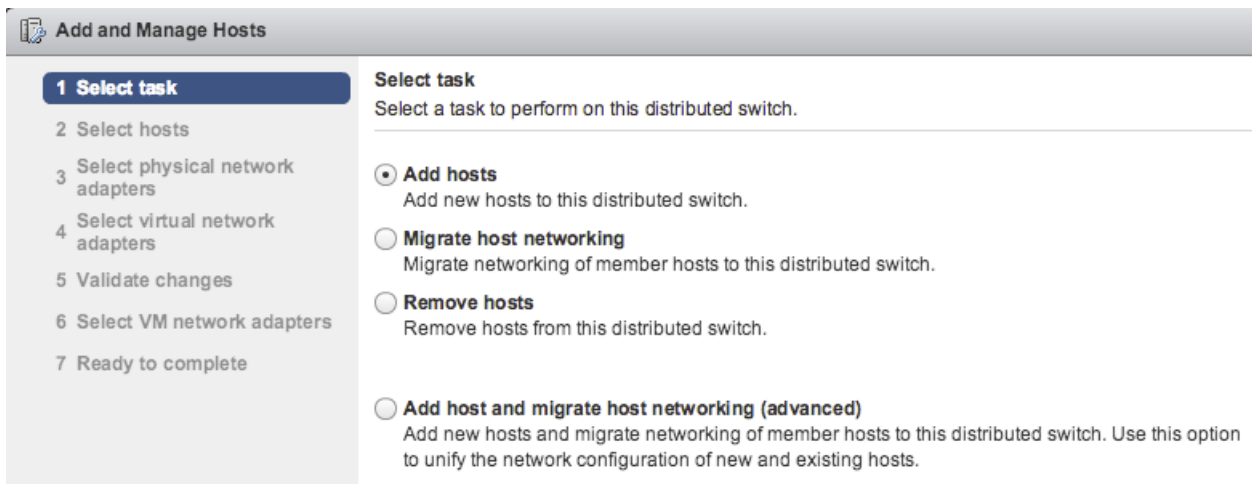 Add and Manage Hosts
1 Select task
2 Select hosts
3 Select physical network
adapters
4 Select virtual network
adapters
5 Validate changes
6 Select VM network adapters
7 Ready to complete
Select task
Select a task to perform on this distributed switch.
Add hosts
Add new hosts to this distributed switch.
Migrate host networking
Migrate networking of member hosts to this distributed switch.
Remove hosts
Remove hosts from this distributed switch.
Add host and migrate host networking (advanced)
Add new hosts and migrate networking of member hosts to this distributed switch. Use this option
to unify the network configuration of new and existing hosts.